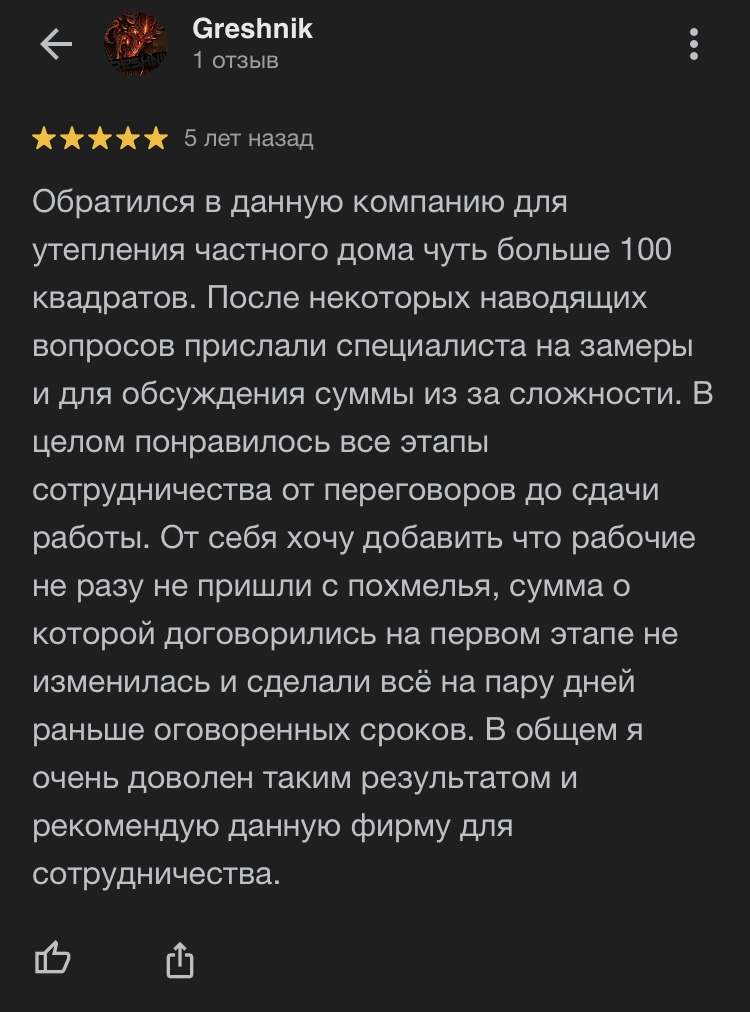 Greshnik
1 отзыв
5 лет назад
Обратился в данную компанию для
утепления частного дома чуть больше 100
квадратов. После некоторых наводящих
вопросов прислали специалиста на замеры
и для обсуждения суммы из за сложности. В
целом понравилось все этапы
сотрудничества от переговоров до сдачи
работы. От себя хочу добавить что рабочие
не разу не пришли с похмелья, сумма о
которой договорились на первом этапе не
изменилась и сделали всё на пару дней
раньше оговоренных сроков. В общем я
очень доволен таким результатом и
рекомендую данную фирму для
сотрудничества.